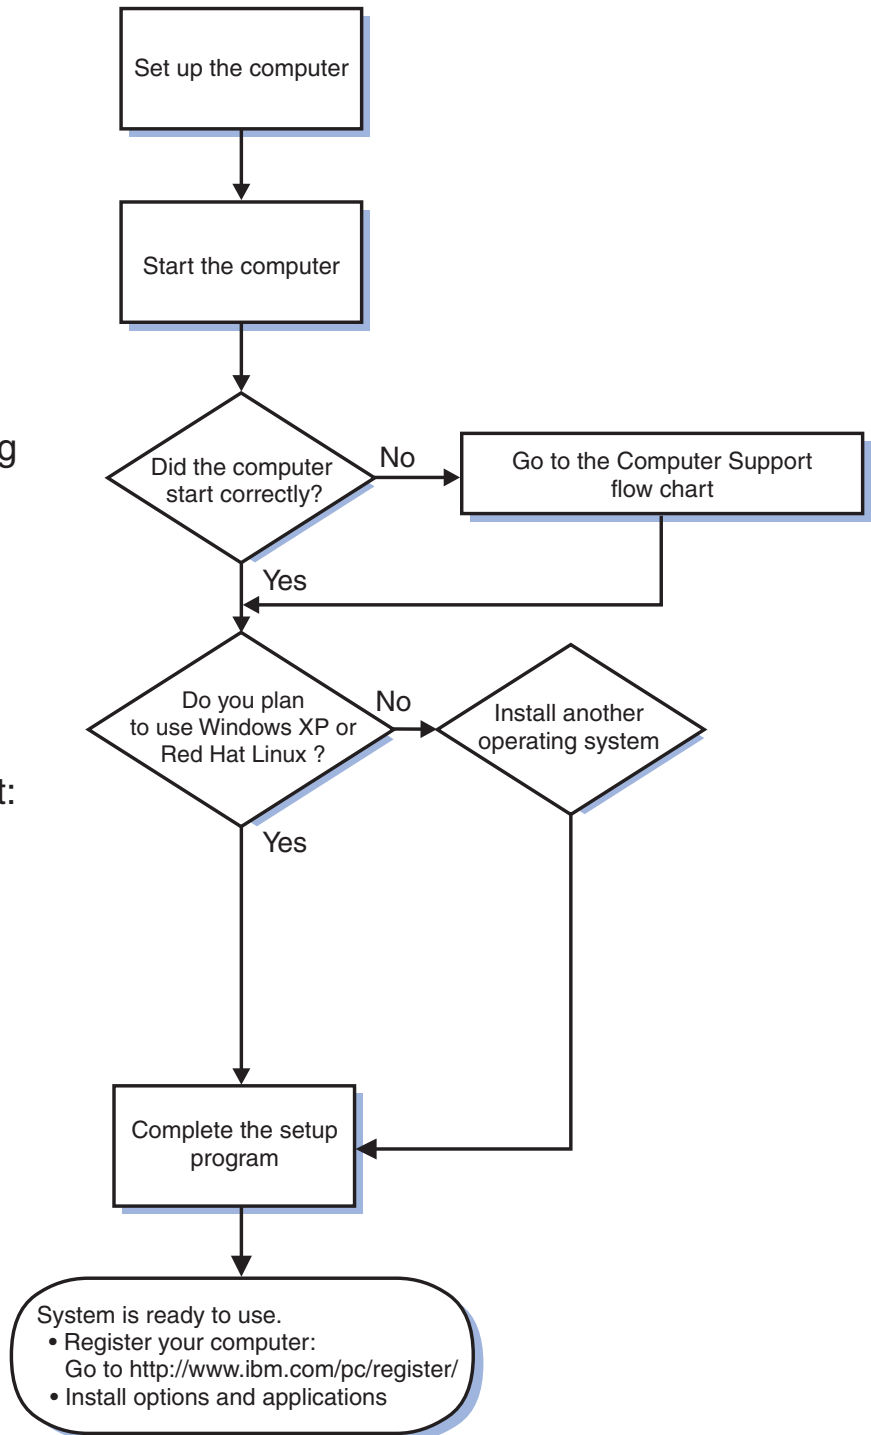 Set up the computer
Start the computer
g
Did the computer
start correctly?
No
Go to the Computer Support
flow chart
Yes
Do you plan
to use Windows XP or
Red Hat Linux ?
No
Install another
operating system
t:
Yes
Complete the setup
program
System is ready to use.
• Register your computer:
Go to http://www.ibm.com/pc/register/
• Install options and applications